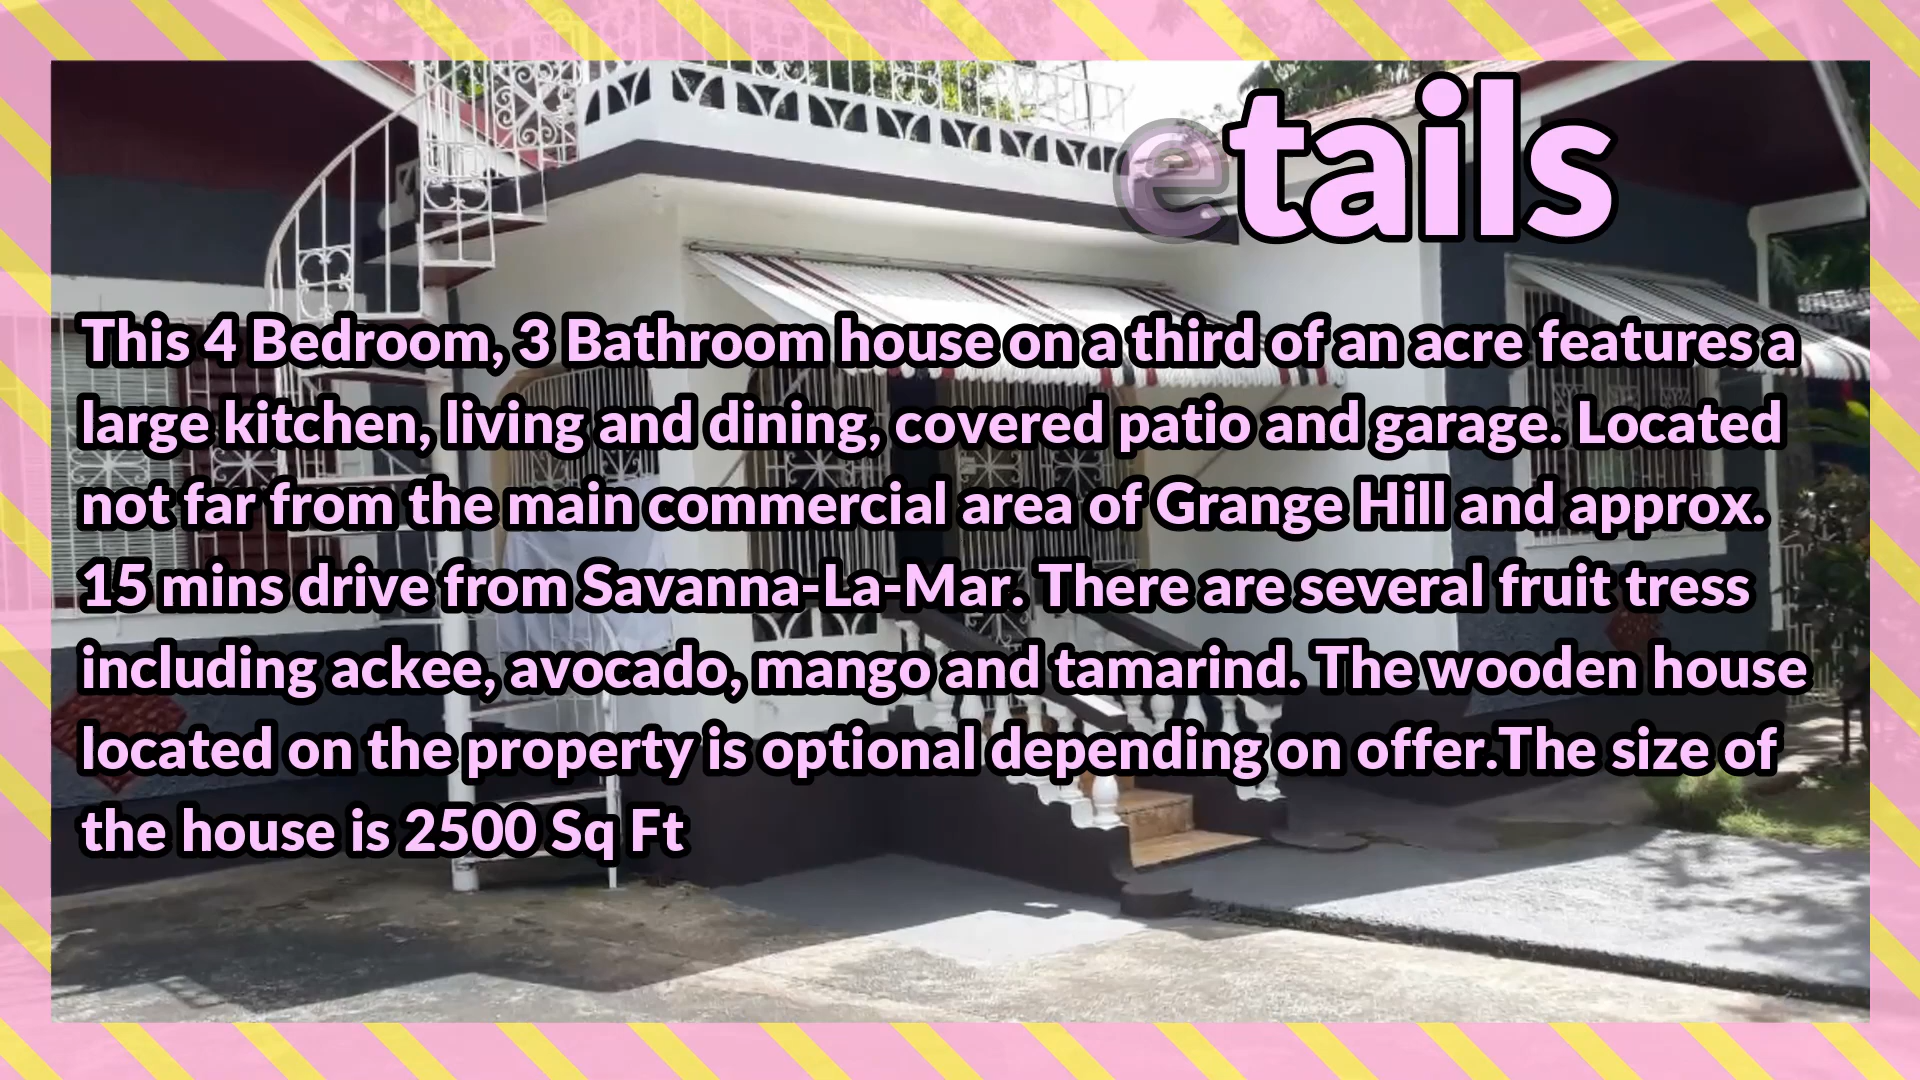 etails
This 4 Bedroom, 3 Bathroom house on a third of an acre features a
large kitchen, living and dining, covered patio and garage. Located
not far from the main commercial area of Grange Hill and approx.
15 mins drive from Savanna-La-Mar. There are several fruit tress
including ackee, avocado, mango and tamarind. The wooden house
located on the property is optional depending on offer.The size of
the house is 2500 Sq Ft